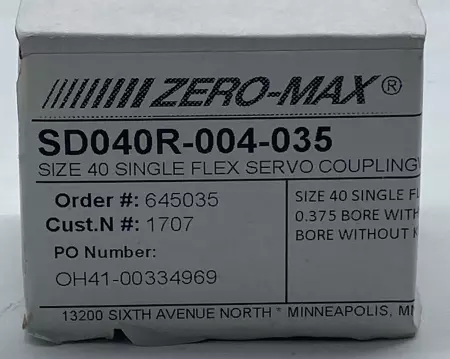 ZERO-MAX®
SD040R-004-035
SIZE 40 SINGLE FLEX SERVO COUPLING
Order #: 645035
Cust.N #: 1707
PO Number:
OH41-00334969
SIZE 40 SINGLE
0.375 BORE
BORE WITHOUT
13200 SIXTH AVENUE NORTH * MINNEAPOLIS,